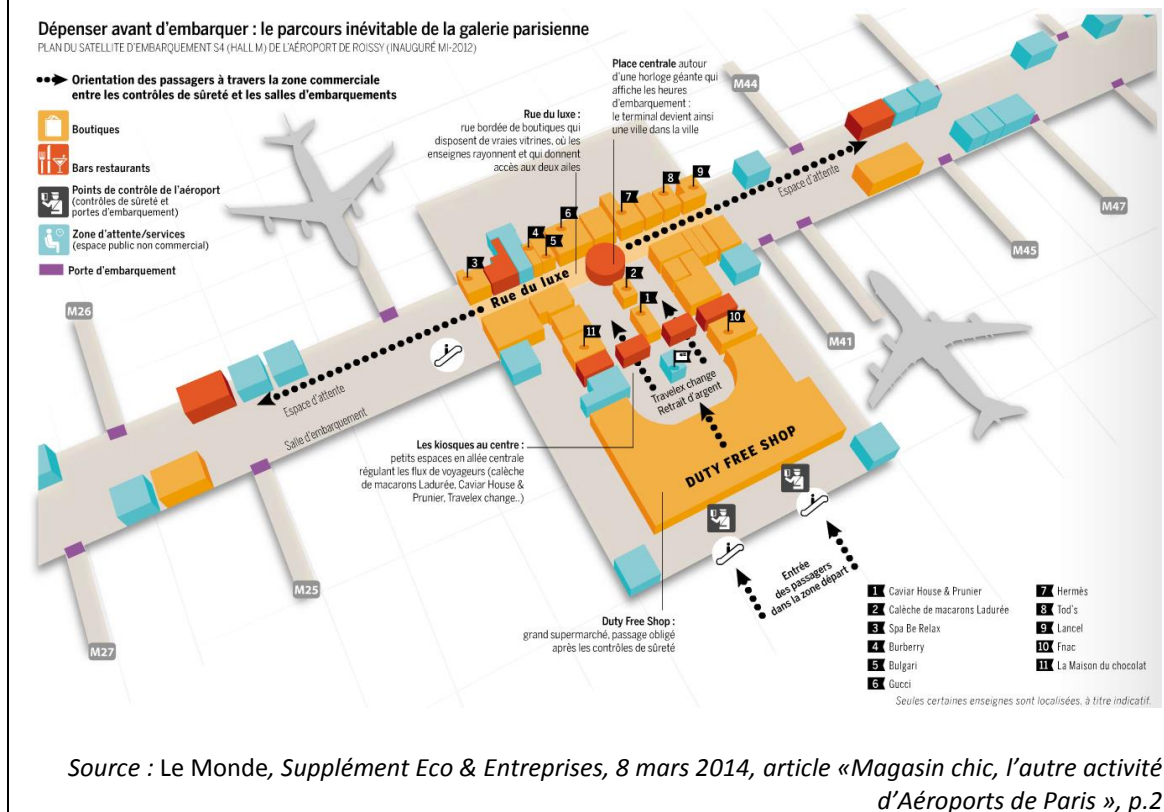 Dépenser avant d'embarquer : le parcours inévitable de la galerie parisienne
PLAN DU SATELLITE D'EMBARQUEMENT S4 (HALL M) DE L'AÉROPORT DE ROISSY (INAUGURÉ MI-2012)
Orientation des passagers à travers la zone commerciale
entre les contrôles de sûreté et les salles d'embarquements
Boutiques
Bars restaurants
Points de contrôle de l'aéroport
(contrôles de sûreté et
portes d'embarquement)
Zone d'attente/services
(espace public non commercial)
Porte d'embarquement
Rue du luxe :
rue bordée de boutiques qui
disposent de vraies vitrines, où les
enseignes rayonnent et qui donnent
accès aux deux ailes
Place centrale autour
d'une horloge géante qui
affiche les heures
d'embarquement :
le terminal devient ainsi
une ville dans la ville
M44
M47
M45
M41
M26
M25
M27
Espace d'attente
9
8
7
6
4
5
3
2
1
10
11
Rue du luxe
Espace d'attente
Salle d'embarquement
Travelex change
Retrait d'argent
DUTY FREE SHOP
Les kiosques au centre :
petits espaces en allée centrale
régulant les flux de voyageurs (calèche
de macarons Ladurée, Caviar House &
Prunier, Travelex change..)
Entrée
des passagers
dans la zone départ
Duty Free Shop :
grand supermarché, passage obligé
après les contrôles de sûreté
1 Caviar House & Prunier
2 Calèche de macarons Ladurée
3 Spa Be Relax
4 Burberry
5 Bulgari
6 Gucci
7 Hermès
8 Tod's
9 Lancel
10 Fnac
11 La Maison du chocolat
Seules certaines enseignes sont localisées, à titre indicatif.
Source : Le Monde, Supplément Eco & Entreprises, 8 mars 2014, article «Magasin chic, l'autre activité
d'Aéroports de Paris », p.2